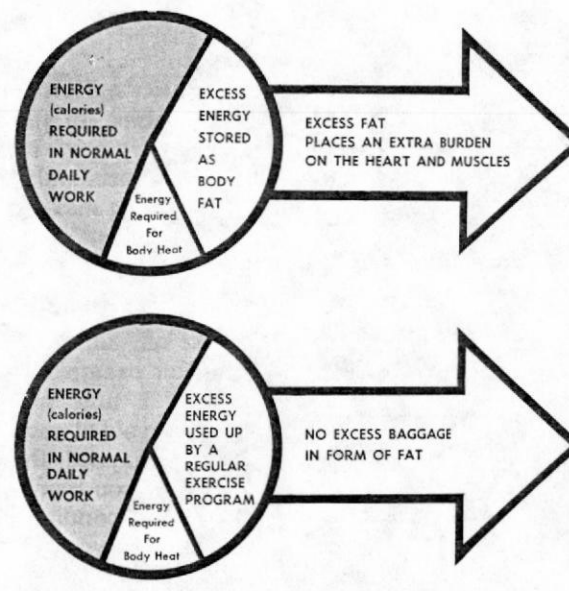 ENERGY
(calories)
REQUIRED
IN NORMAL
DAILY
WORK
EXCESS
ENERGY
STORED
AS
BODY
FAT
Energy
Required
For
Body Heat
EXCESS FAT
PLACES AN EXTRA BURDEN
ON THE HEART AND MUSCLES
ENERGY
(calories)
REQUIRED
IN NORMAL
DAILY
WORK
EXCESS
ENERGY
USED UP
BY A
REGULAR
EXERCISE
PROGRAM
Energy
Required
For
Body Heat
NO EXCESS BAGGAGE
IN FORM OF FAT